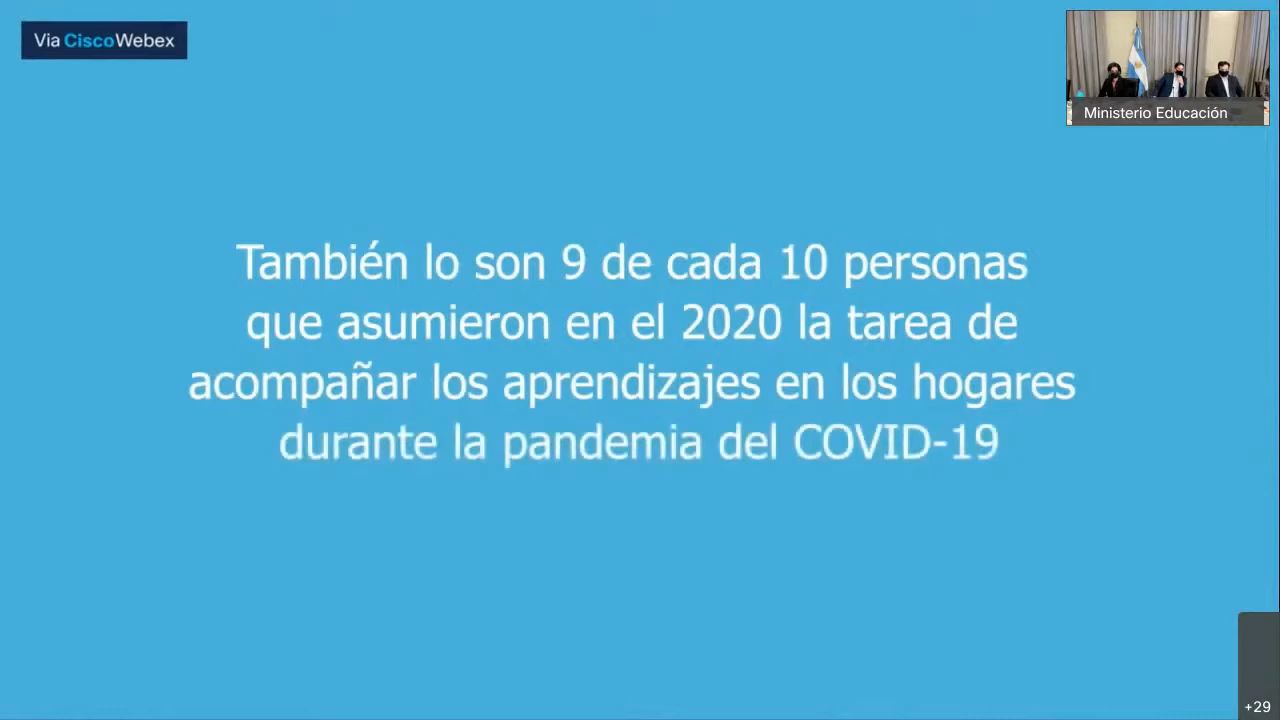 Vía CiscoWebex
Ministerio Educación
También lo son 9 de cada 10 personas
que asumieron en el 2020 la tarea de
acompañar los aprendizajes en los hogares
durante la pandemia del COVID-19
+29